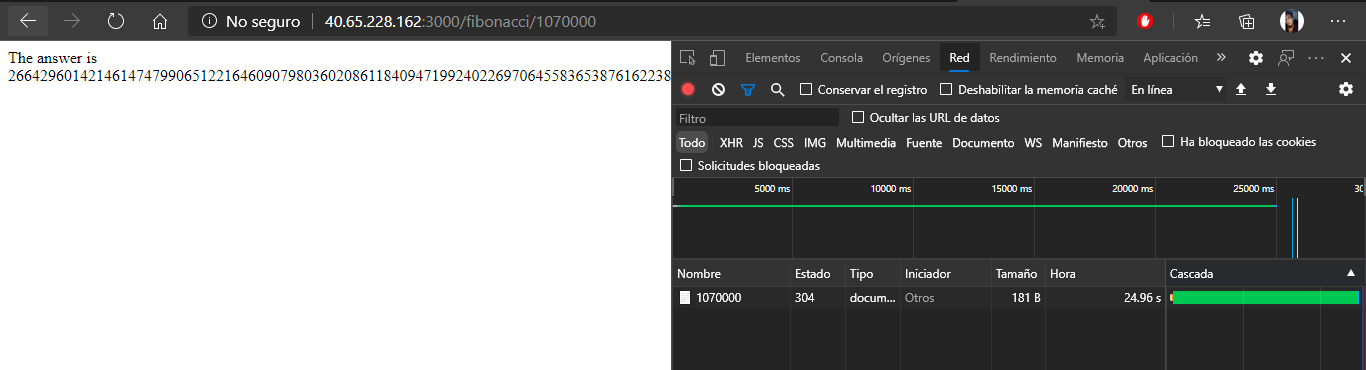 No seguro 40.65.228.162:3000/fibonacci/1070000
The answer is
Elementos Consola Orígenes Red Rendimiento Memoria Aplicación »
26642960142146147479906512216460907980360208611840947199240226970645583653876162238
Conservar el registro Deshabilitar la memoria caché En línea
Filtro Ocultar las URL de datos
Todo XHR JS CSS IMG Multimedia Fuente Documento WS Manifiesto Otros Ha bloqueado las cookies
Solicitudes bloqueadas
5000 ms 10000 ms 15000 ms 20000 ms 25000 ms 30
Nombre Estado Tipo Iniciador Tamaño Hora Cascada
1070000 304 docum... Otros 181 B 24.96 s